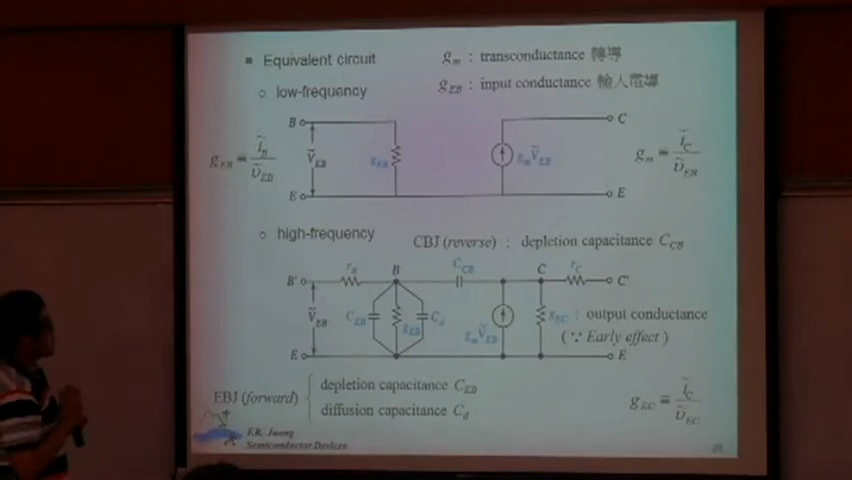 ▪ Equivalent circuit
g_m : transconductance 轉導
g_EB : input conductance 輸入電導
○ low-frequency
B
C
g_EB ≡ ĩ_B / ṽ_EB
Ṽ_EB
g_EB
g_m Ṽ_EB
g_m ≡ ĩ_C / ṽ_EB
E
E
○ high-frequency
CBJ (reverse) : depletion capacitance C_CB
B'
r_B
B
C_CB
C
r_C
C'
Ṽ_EB
C_EB
g_EB
C_d
g_m Ṽ_EB
g_EC : output conductance
(∵ Early effect)
E
E
EBJ (forward)
depletion capacitance C_EB
diffusion capacitance C_d
g_EC ≡ ĩ_C / ṽ_EC
F.R. Juang
Semiconductor Devices